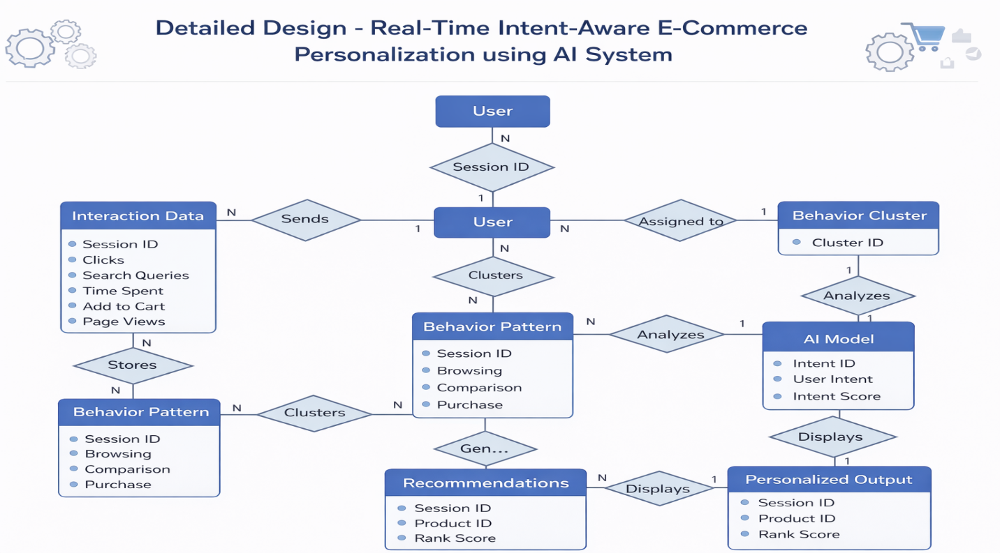 Detailed Design - Real-Time Intent-Aware E-Commerce
Personalization using AI System
User
N
Session ID
1
Interaction Data
Session ID
Clicks
Search Queries
Time Spent
Add to Cart
Page Views
N
Sends
1
User
N
Assigned to
1
Behavior Cluster
Cluster ID
N
Clusters
N
1
Analyzes
1
Behavior Pattern
Session ID
Browsing
Comparison
Purchase
N
Analyzes
1
AI Model
Intent ID
User Intent
Intent Score
N
Stores
N
Behavior Pattern
Session ID
Browsing
Comparison
Purchase
N
Clusters
N
Gen...
Displays
1
Recommendations
Session ID
Product ID
Rank Score
N
Displays
1
Personalized Output
Session ID
Product ID
Rank Score